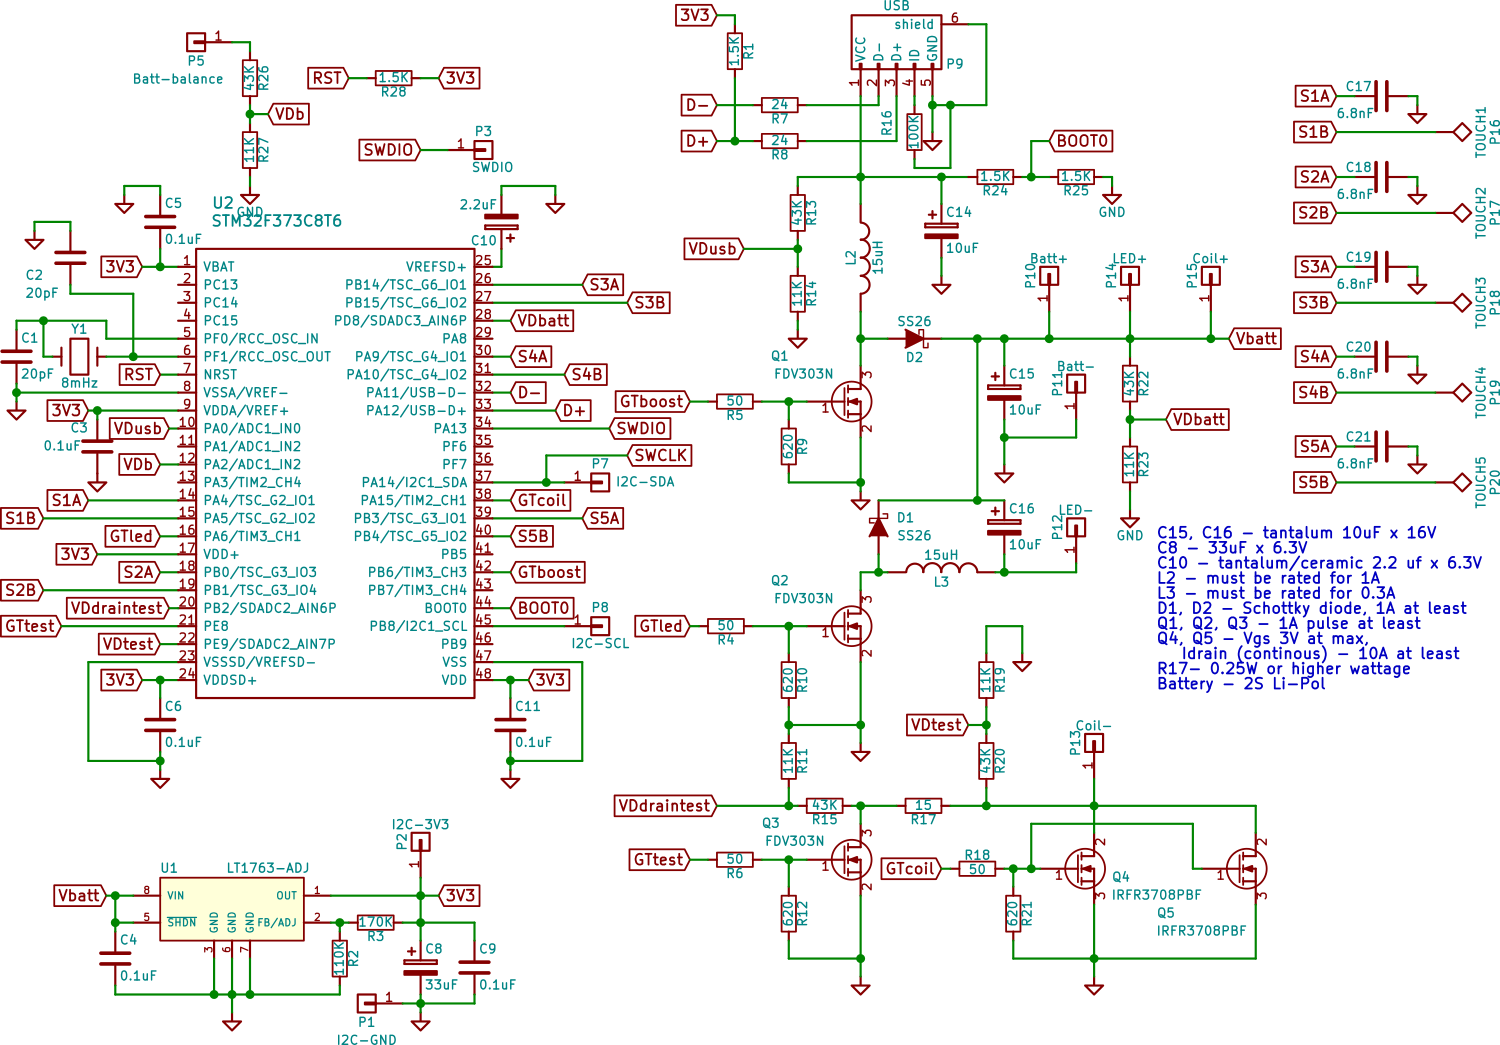 P5
1
Batt-balance
43K
R26
VDb
11K
R27
GND
RST
1.5K
R28
3V3
SWDIO
1
P3
SWDIO
3V3
1.5K
R1
USB
shield
6
VCC
D-
D+
ID
GND
P9
1
2
3
4
5
D-
24
R7
D+
24
R8
R16
100K
BOOT0
1.5K
R24
1.5K
R25
GND
43K
R13
VDusb
11K
R14
L2
15uH
C14
10uF
S1A
C17
6.8nF
S1B
TOUCH1
P16
S2A
C18
6.8nF
S2B
TOUCH2
P17
S3A
C19
6.8nF
S3B
TOUCH3
P18
S4A
C20
6.8nF
S4B
TOUCH4
P19
S5A
C21
6.8nF
S5B
TOUCH5
P20
U2
STM32F373C8T6
C5
0.1uF
2.2uF
C10
C2
20pF
C1
20pF
Y1
8mHz
C3
0.1uF
3V3
1 VBAT
2 PC13
3 PC14
4 PC15
5 PF0/RCC_OSC_IN
6 PF1/RCC_OSC_OUT
RST 7 NRST
8 VSSA/VREF-
3V3 9 VDDA/VREF+
VDusb 10 PA0/ADC1_IN0
11 PA1/ADC1_IN2
VDb 12 PA2/ADC1_IN2
13 PA3/TIM2_CH4
S1A 14 PA4/TSC_G2_IO1
S1B 15 PA5/TSC_G2_IO2
GTled 16 PA6/TIM3_CH1
3V3 17 VDD+
S2A 18 PB0/TSC_G3_IO3
S2B 19 PB1/TSC_G3_IO4
VDdraintest 20 PB2/SDADC2_AIN6P
GTtest 21 PE8
VDtest 22 PE9/SDADC2_AIN7P
23 VSSSD/VREFSD-
3V3 24 VDDSD+
VREFSD+ 25
PB14/TSC_G6_IO1 26 S3A
PB15/TSC_G6_IO2 27 S3B
PD8/SDADC3_AIN6P 28 VDbatt
PA8 29
PA9/TSC_G4_IO1 30 S4A
PA10/TSC_G4_IO2 31 S4B
PA11/USB-D- 32 D-
PA12/USB-D+ 33 D+
PA13 34 SWDIO
PF6 35
PF7 36 SWCLK
PA14/I2C1_SDA 37
1
P7
I2C-SDA
PA15/TIM2_CH1 38 GTcoil
PB3/TSC_G3_IO1 39 S5A
PB4/TSC_G5_IO2 40 S5B
PB5 41
PB6/TIM3_CH3 42 GTboost
PB7/TIM3_CH4 43
BOOT0 44 BOOT0
PB8/I2C1_SCL 45
1
P8
I2C-SCL
PB9 46
VSS 47
VDD 48 3V3
C6
0.1uF
C11
0.1uF
SS26
D2
Batt+
P10
1
LED+
P14
1
Coil+
P15
1
Vbatt
Q1
FDV303N
GTboost
50
R5
620
R9
1
3
2
C15
10uF
Batt-
P11
1
43K
R22
VDbatt
11K
R23
GND
D1
SS26
C16
10uF
LED-
P12
1
15uH
L3
Q2
FDV303N
GTled
50
R4
620
R10
1
3
2
11K
R11
11K
R19
VDtest
43K
R20
Coil-
P13
1
VDdraintest
43K
R15
15
R17
Q3
FDV303N
GTtest
50
R6
620
R12
1
3
2
GTcoil
R18
50
620
R21
1
2
3
Q4
IRFR3708PBF
1
2
3
Q5
IRFR3708PBF
C15, C16 - tantalum 10uF x 16V
C8 - 33uF x 6.3V
C10 - tantalum/ceramic 2.2 uf x 6.3V
L2 - must be rated for 1A
L3 - must be rated for 0.3A
D1, D2 - Schottky diode, 1A at least
Q1, Q2, Q3 - 1A pulse at least
Q4, Q5 - Vgs 3V at max,
Idrain (continous) - 10A at least
R17- 0.25W or higher wattage
Battery - 2S Li-Pol
I2C-3V3
P2
1
U1
LT1763-ADJ
Vbatt
8 VIN
5 SHDN
OUT 1
FB/ADJ 2
GND
GND
GND
3
6
7
3V3
170K
R3
110K
R2
C4
0.1uF
C8
33uF
C9
0.1uF
1
P1
I2C-GND